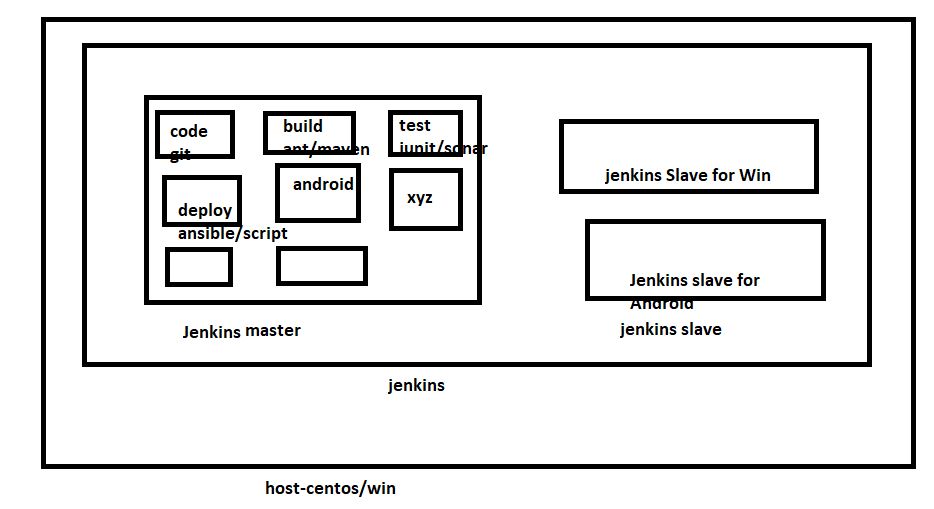 code
git
build
ant/maven
test
junit/sonar
deploy
ansible/script
android
xyz
Jenkins master
jenkins Slave for Win
Jenkins slave for
Android
jenkins slave
jenkins
host-centos/win